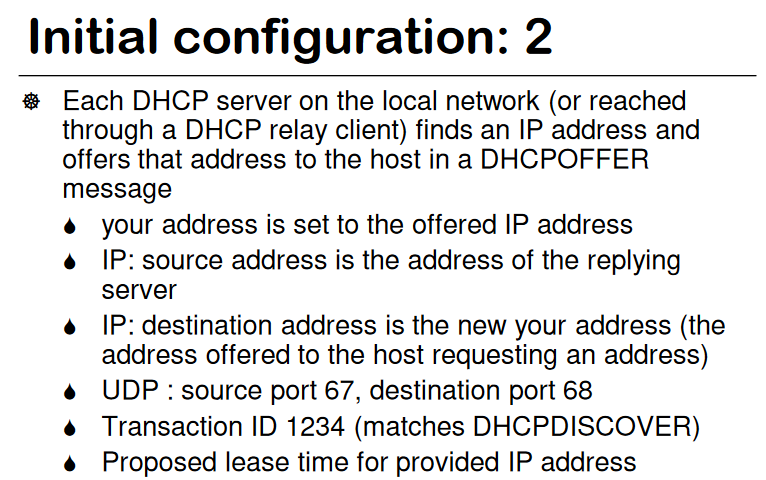 Initial configuration: 2
Each DHCP server on the local network (or reached
through a DHCP relay client) finds an IP address and
offers that address to the host in a DHCPOFFER
message
your address is set to the offered IP address
IP: source address is the address of the replying
server
IP: destination address is the new your address (the
address offered to the host requesting an address)
UDP : source port 67, destination port 68
Transaction ID 1234 (matches DHCPDISCOVER)
Proposed lease time for provided IP address